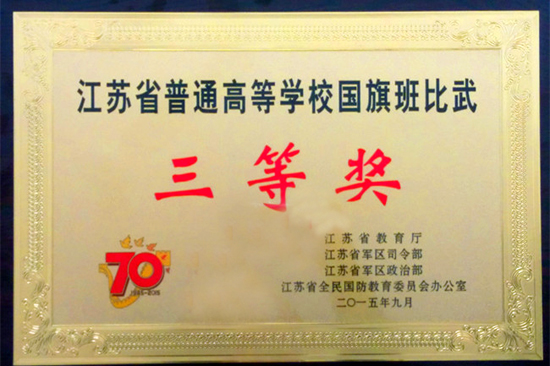 江苏省普通高等学校国旗班比武
三等奖
江苏省教育厅
江苏省军区司令部
江苏省军区政治部
江苏省全民国防教育委员会办公室
二〇一五年九月
70
1945-2015